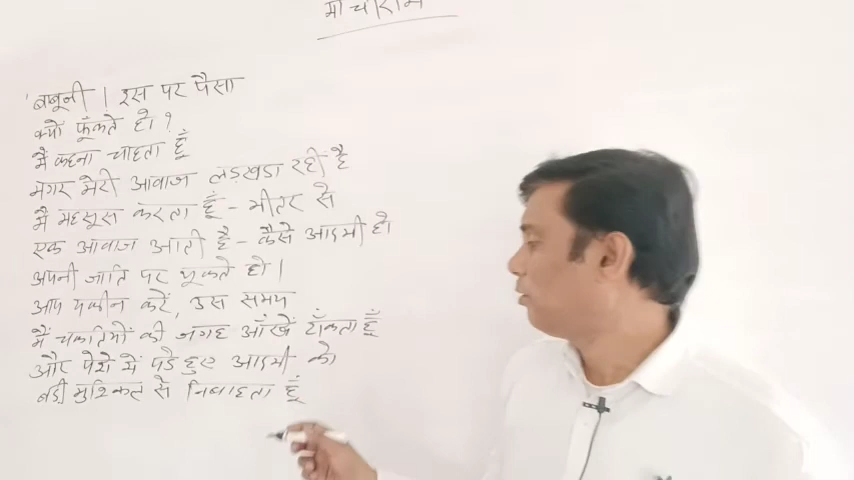 मोचीराम
'बाबूजी । इस पर पैसा
क्यों फूँकते हो ?
मैं कहना चाहता हूँ
मगर मेरी आवाज लड़खड़ा रही है
मैं महसूस करता हूँ - भीतर से
एक आवाज आती है - कैसे आदमी हो
अपनी जाति पर थूकते हो ।
आप यकीन करें, उस समय
मैं चकतियों की जगह आँखें टाँकता हूँ
और पेशे में पड़े हुए आदमी को
बड़ी मुश्किल से निबाहता हूँ